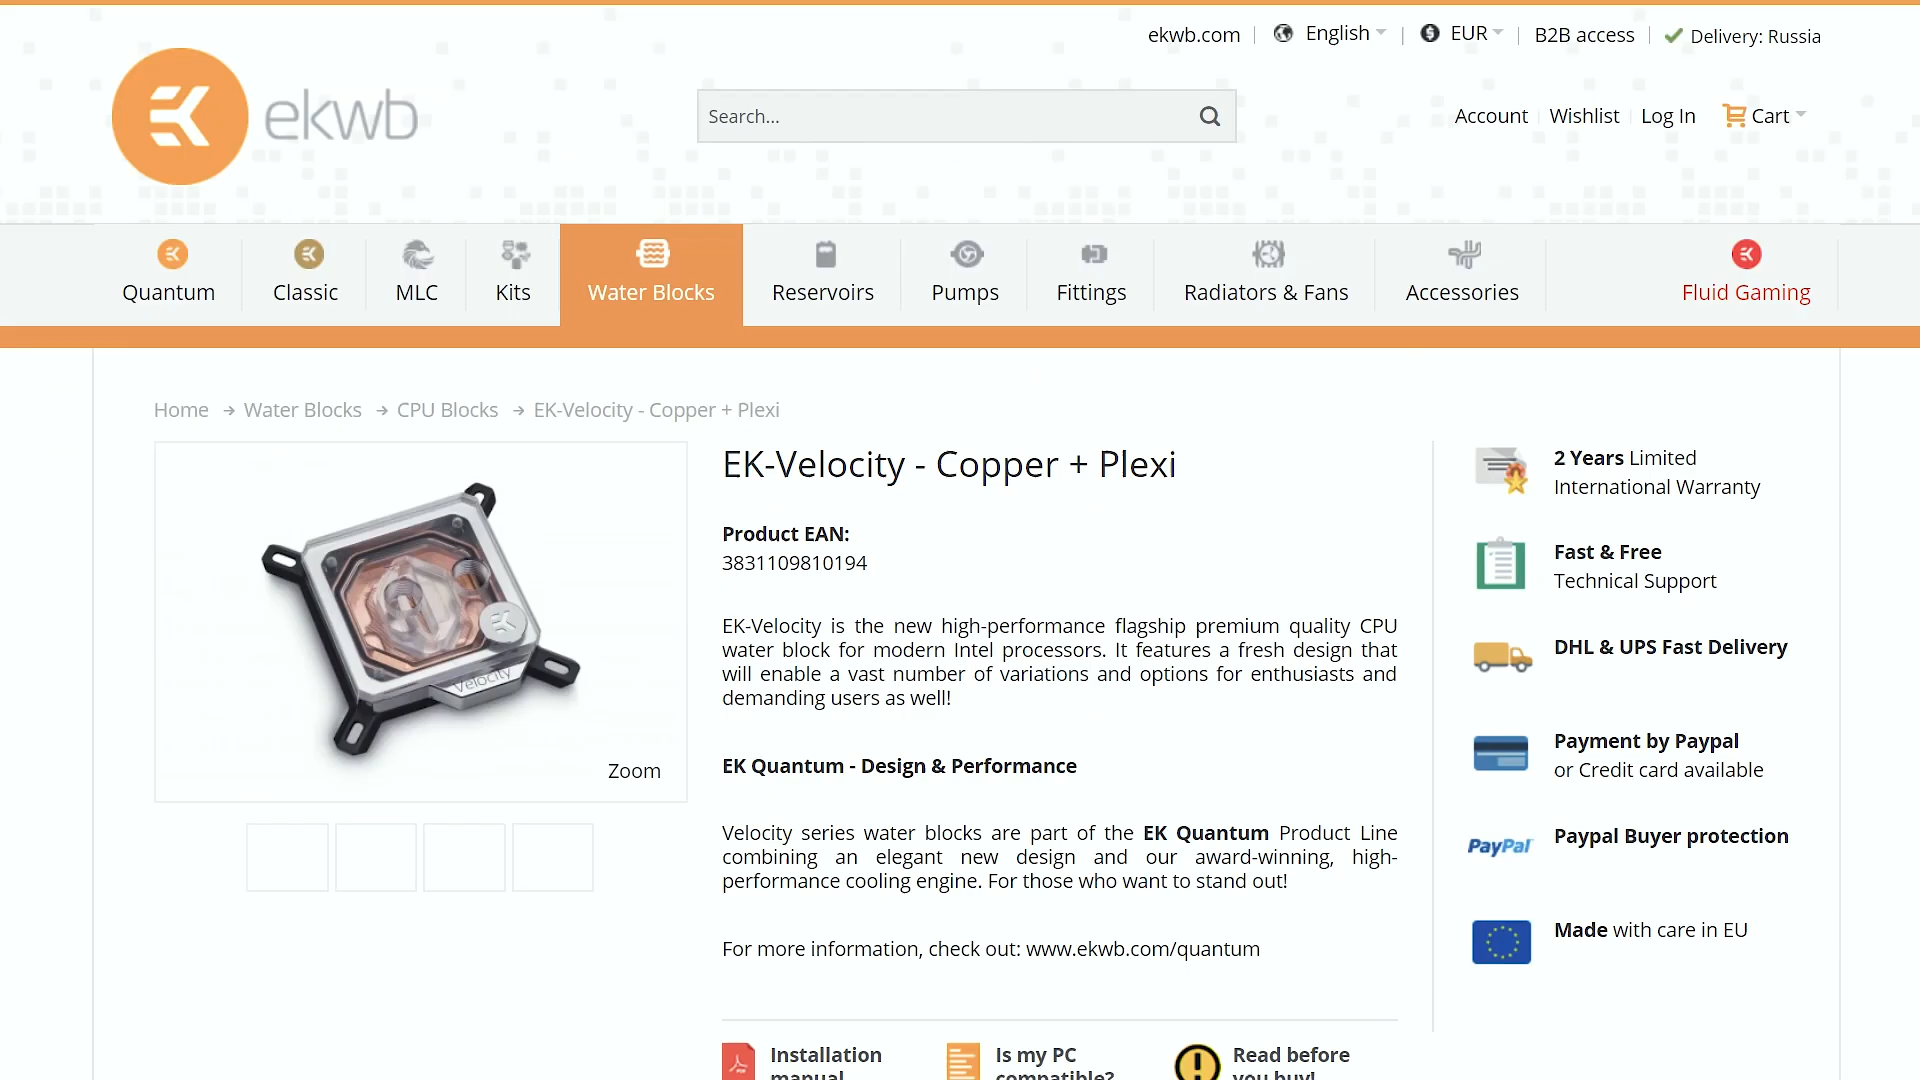 ekwb.com
English
EUR
B2B access
Delivery: Russia
ekwb
Search...
Account
Wishlist
Log In
Cart
Quantum
Classic
MLC
Kits
Water Blocks
Reservoirs
Pumps
Fittings
Radiators & Fans
Accessories
Fluid Gaming
Home → Water Blocks → CPU Blocks → EK-Velocity - Copper + Plexi
Velocity
Zoom
EK-Velocity - Copper + Plexi
Product EAN:
3831109810194
EK-Velocity is the new high-performance flagship premium quality CPU
water block for modern Intel processors. It features a fresh design that
will enable a vast number of variations and options for enthusiasts and
demanding users as well!
EK Quantum - Design & Performance
Velocity series water blocks are part of the EK Quantum Product Line
combining an elegant new design and our award-winning, high-
performance cooling engine. For those who want to stand out!
For more information, check out: www.ekwb.com/quantum
Installation
manual
Is my PC
compatible?
Read before
you buy!
2 Years Limited
International Warranty
Fast & Free
Technical Support
DHL & UPS Fast Delivery
Payment by Paypal
or Credit card available
PayPal
Paypal Buyer protection
Made with care in EU